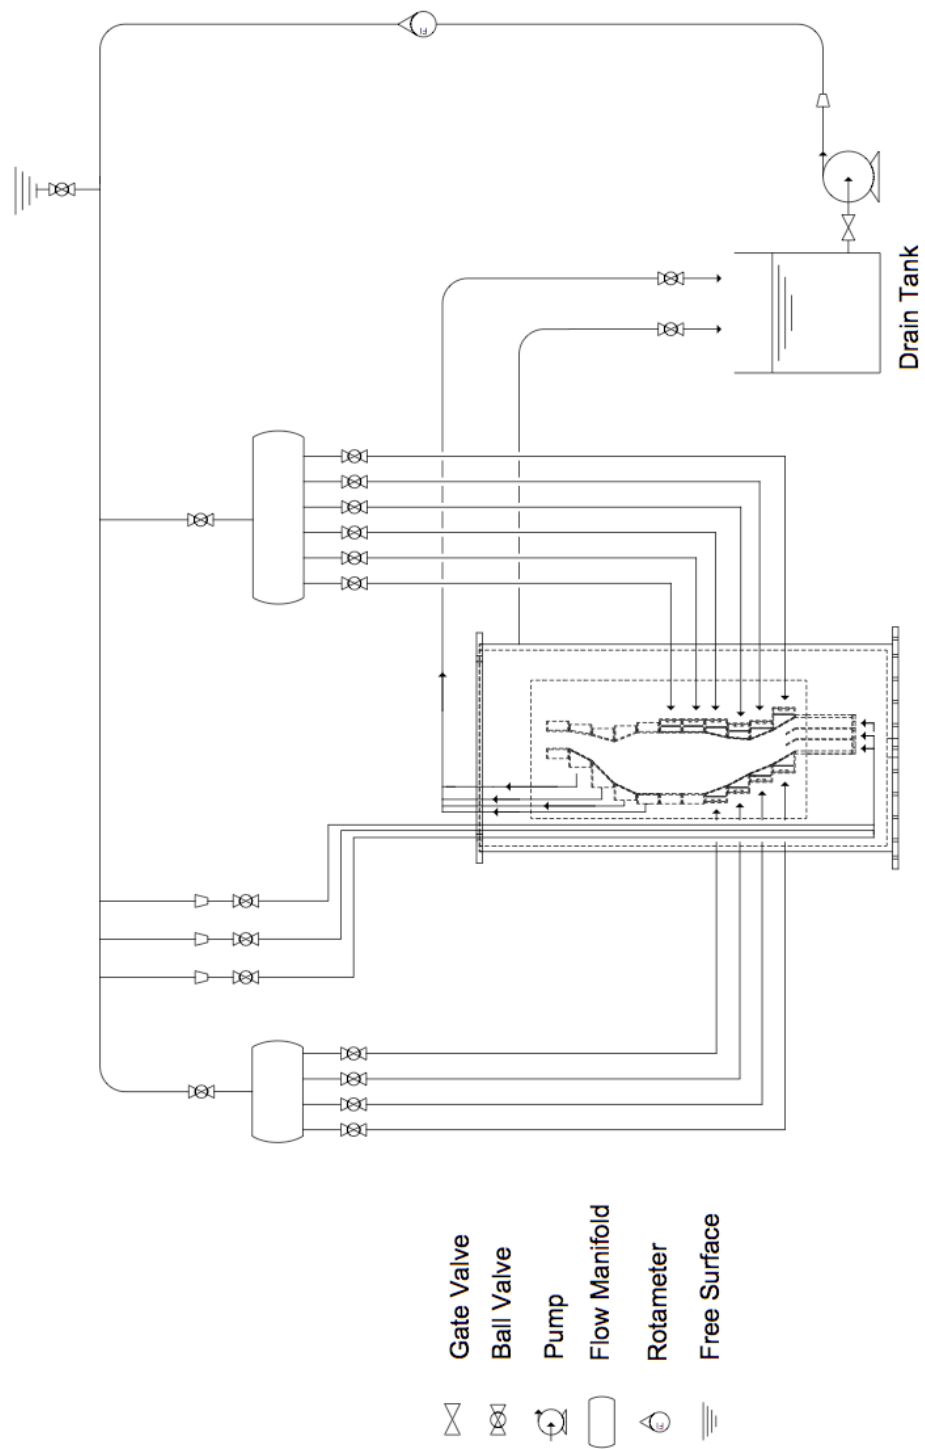 Drain Tank
Gate Valve
Ball Valve
Pump
Flow Manifold
Rotameter
Free Surface